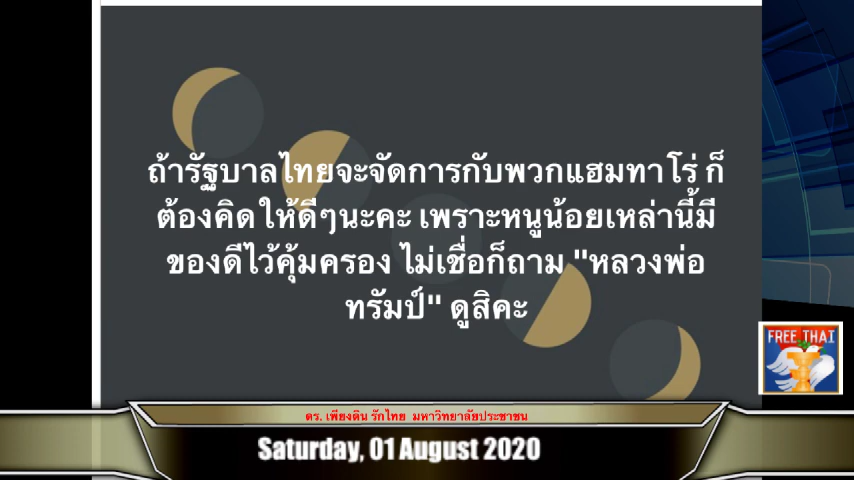 ถ้ารัฐบาลไทยจะจัดการกับพวกแฮมทาโร่ ก็
ต้องคิดให้ดีๆนะคะ เพราะหนูน้อยเหล่านี้มี
ของดีไว้คุ้มครอง ไม่เชื่อก็ถาม "หลวงพ่อ
ทรัมป์" ดูสิคะ
FREE THAI
ดร. เพียงดิน รักไทย มหาวิทยาลัยประชาชน
Saturday, 01 August 2020